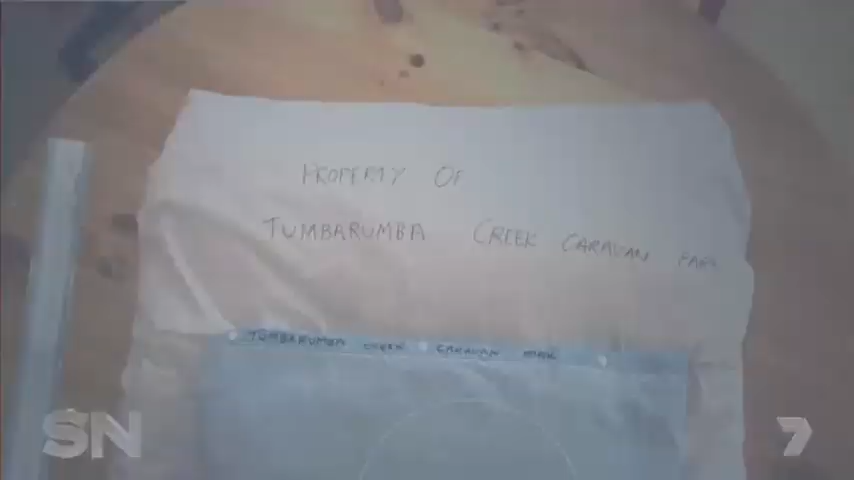 PROPERTY OF
TUMBARUMBA CREEK CARAVAN PARK
TUMBARUMBA CREEK CARAVAN PARK
SN
7